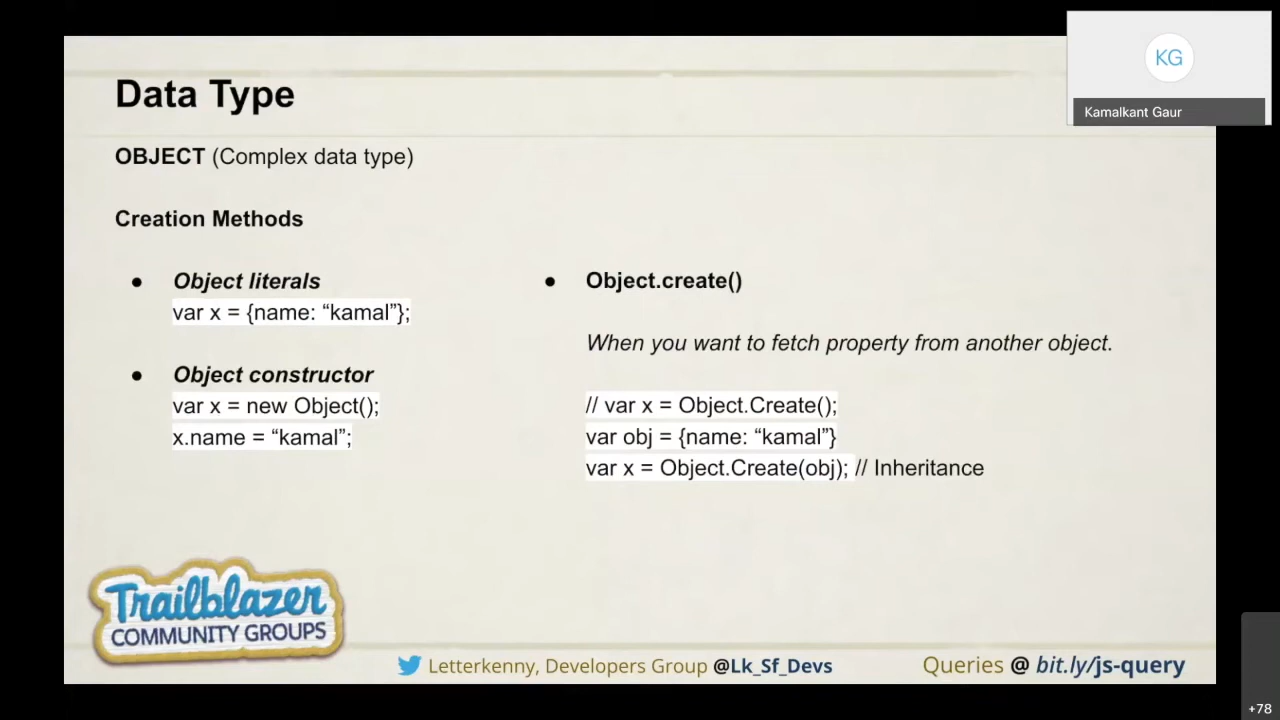 KG
Kamalkant Gaur
Data Type
OBJECT (Complex data type)
Creation Methods
● Object literals
var x = {name: “kamal”};
● Object constructor
var x = new Object();
x.name = “kamal”;
● Object.create()
When you want to fetch property from another object.
// var x = Object.Create();
var obj = {name: “kamal”}
var x = Object.Create(obj); // Inheritance
Trailblazer
COMMUNITY GROUPS
Letterkenny, Developers Group @Lk_Sf_Devs
Queries @ bit.ly/js-query
+78